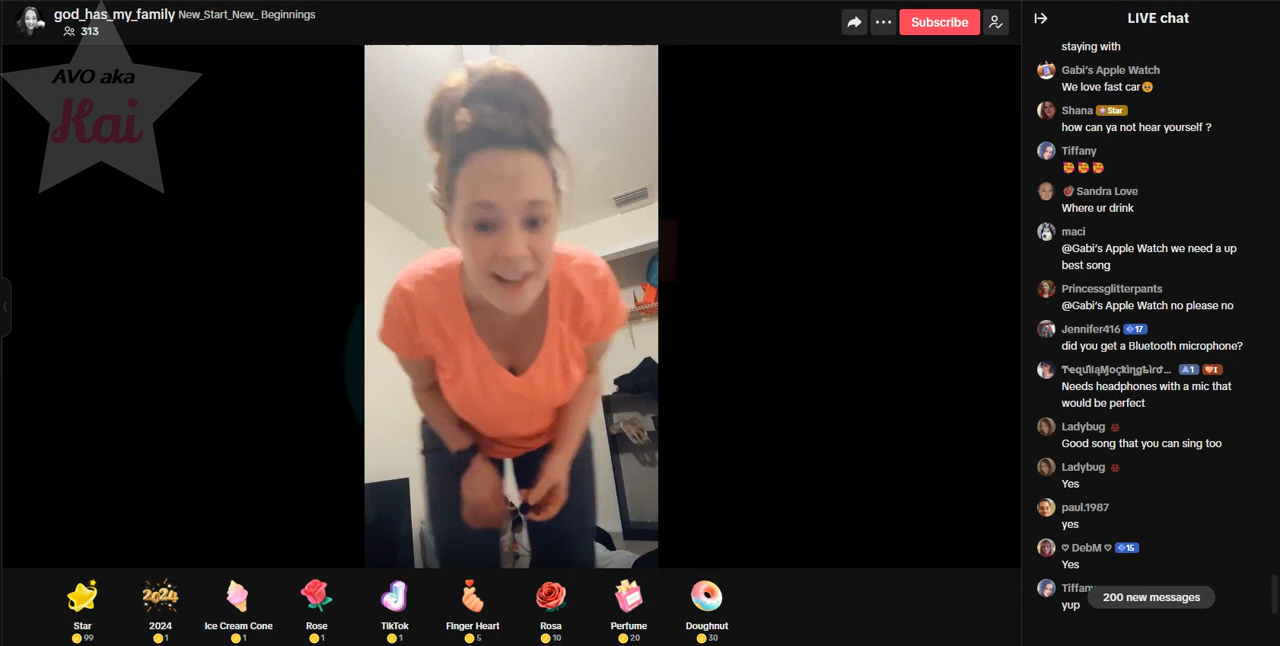 god_has_my_family New_Start_New_ Beginnings
313
AVO aka
Kai
Subscribe
LIVE chat
staying with
Gabi's Apple Watch
We love fast car
Shana Star
how can ya not hear yourself ?
Tiffany
Sandra Love
Where ur drink
maci
@Gabi's Apple Watch we need a up
best song
Princessglitterpants
@Gabi's Apple Watch no please no
Jennifer416 17
did you get a Bluetooth microphone?
1 1
Needs headphones with a mic that
would be perfect
Ladybug
Good song that you can sing too
Ladybug
Yes
paul.1987
yes
♡ DebM ♡ 15
Yes
Tiffany
yup
200 new messages
2024
Star
2024
Ice Cream Cone
Rose
TikTok
Finger Heart
Rosa
Perfume
Doughnut
99
1
1
1
1
5
10
20
30